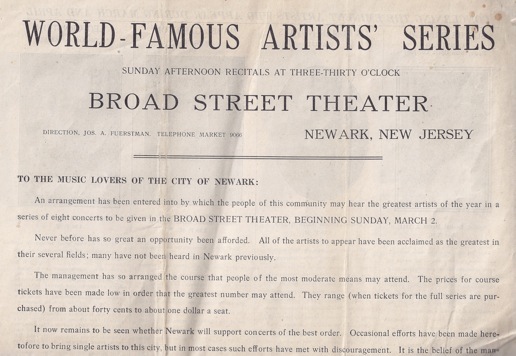 WORLD-FAMOUS ARTISTS' SERIES
SUNDAY AFTERNOON RECITALS AT THREE-THIRTY O'CLOCK
BROAD STREET THEATER
DIRECTION, JOS. A. FUERSTMAN. TELEPHONE MARKET 9060 NEWARK, NEW JERSEY
TO THE MUSIC LOVERS OF THE CITY OF NEWARK:
An arrangement has been entered into by which the people of this community may hear the greatest artists of the year in a
series of eight concerts to be given in the BROAD STREET THEATER, BEGINNING SUNDAY, MARCH 2.
Never before has so great an opportunity been afforded. All of the artists to appear have been acclaimed as the greatest in
their several fields; many have not been heard in Newark previously.
The management has so arranged the course that people of the most moderate means may attend. The prices for course
tickets have been made low in order that the greatest number may attend. They range (when tickets for the full series are pur-
chased) from about forty cents to about one dollar a seat.
It now remains to be seen whether Newark will support concerts of the best order. Occasional efforts have been made here-
tofore to bring single artists to this city, but in most cases such efforts have met with discouragement. It is the belief of the man-